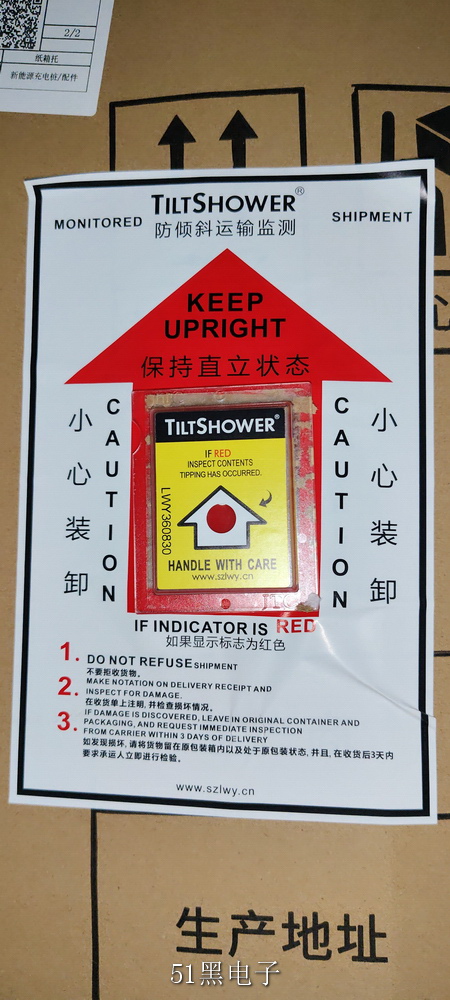 2/2
纸箱托
新能源充电桩/配件
TILTSHOWER®
MONITORED
SHIPMENT
防倾斜运输监测
KEEP
UPRIGHT
保持直立状态
小心装卸
CAUTION
TILTSHOWER®
IF RED
INSPECT CONTENTS
TIPPING HAS OCCURRED.
LWY360830
HANDLE WITH CARE
www.szlwy.cn
CAUTION
小心装卸
IF INDICATOR IS RED
如果显示标志为红色
1. DO NOT REFUSE SHIPMENT
不要拒收货物。
2. MAKE NOTATION ON DELIVERY RECEIPT AND
INSPECT FOR DAMAGE.
在收货单上注明, 并检查损坏情况。
3. IF DAMAGE IS DISCOVERED, LEAVE IN ORIGINAL CONTAINER AND
PACKAGING, AND REQUEST IMMEDIATE INSPECTION
FROM CARRIER WITHIN 3 DAYS OF DELIVERY
如发现损坏, 请将货物留在原包装箱内以及处于原包装状态, 并且, 在收货后3天内
要求承运人立即进行检验。
www.szlwy.cn
生产地址
51黑电子